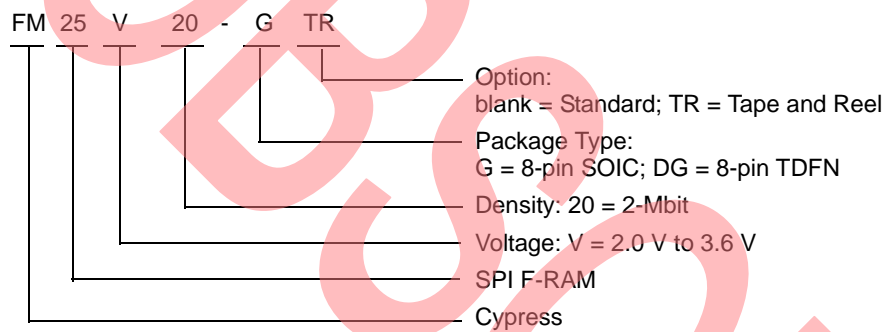 FM 25 V 20 - G TR
Option:
blank = Standard; TR = Tape and Reel
Package Type:
G = 8-pin SOIC; DG = 8-pin TDFN
Density: 20 = 2-Mbit
Voltage: V = 2.0 V to 3.6 V
SPI F-RAM
Cypress